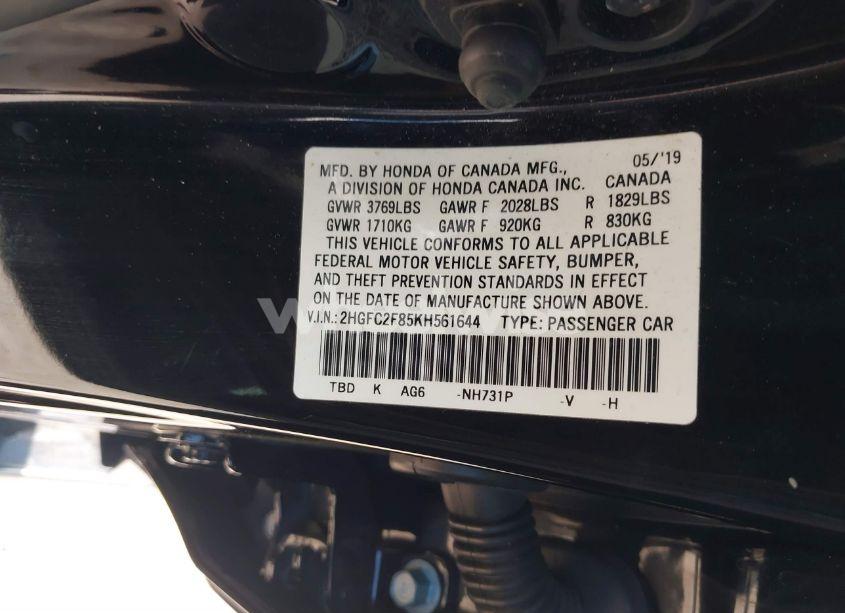 MFD. BY HONDA OF CANADA MFG., 05/'19
A DIVISION OF HONDA CANADA INC. CANADA
GVWR 3769LBS GAWR F 2028LBS R 1829LBS
GVWR 1710KG GAWR F 920KG R 830KG
THIS VEHICLE CONFORMS TO ALL APPLICABLE
FEDERAL MOTOR VEHICLE SAFETY, BUMPER,
AND THEFT PREVENTION STANDARDS IN EFFECT
ON THE DATE OF MANUFACTURE SHOWN ABOVE.
V.I.N.: 2HGFC2F85KH561644 TYPE: PASSENGER CAR
TBD K AG6 -NH731P -V -H